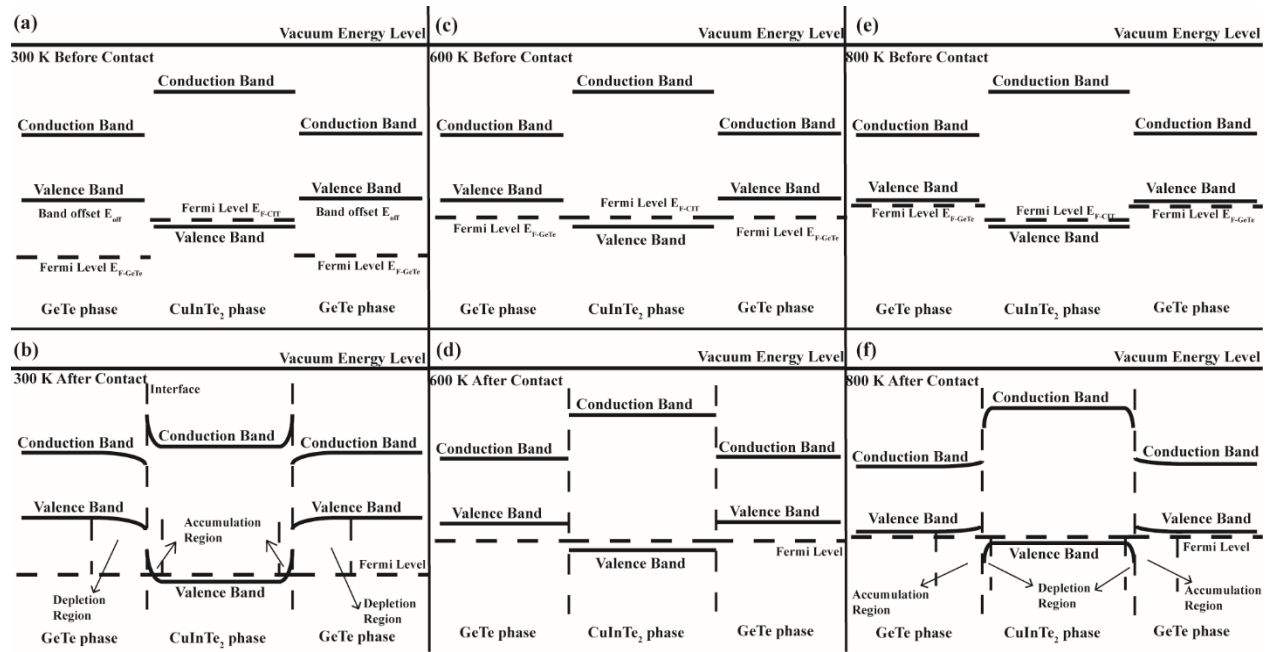 (a)
Vacuum Energy Level
300 K Before Contact
Conduction Band
Conduction Band
Conduction Band
Valence Band
Valence Band
Band offset E_off
Fermi Level E_F-CIT
Band offset E_off
Valence Band
Fermi Level E_F-GeTe
Fermi Level E_F-GeTe
GeTe phase
CuInTe₂ phase
GeTe phase
(c)
Vacuum Energy Level
600 K Before Contact
Conduction Band
Conduction Band
Conduction Band
Valence Band
Valence Band
Fermi Level E_F-CIT
Fermi Level E_F-GeTe
Valence Band
Fermi Level E_F-GeTe
GeTe phase
CuInTe₂ phase
GeTe phase
(e)
Vacuum Energy Level
800 K Before Contact
Conduction Band
Conduction Band
Conduction Band
Valence Band
Valence Band
Fermi Level E_F-GeTe
Fermi Level E_F-CIT
Fermi Level E_F-GeTe
Valence Band
GeTe phase
CuInTe₂ phase
GeTe phase
(b)
Vacuum Energy Level
300 K After Contact
Interface
Conduction Band
Conduction Band
Conduction Band
Valence Band
Valence Band
Accumulation
Region
Fermi Level
Valence Band
Depletion
Region
Depletion
Region
GeTe phase
CuInTe₂ phase
GeTe phase
(d)
Vacuum Energy Level
600 K After Contact
Conduction Band
Conduction Band
Conduction Band
Valence Band
Valence Band
Fermi Level
Valence Band
GeTe phase
CuInTe₂ phase
GeTe phase
(f)
Vacuum Energy Level
800 K After Contact
Conduction Band
Conduction Band
Conduction Band
Valence Band
Valence Band
Fermi Level
Valence Band
Accumulation
Region
Depletion
Region
Accumulation
Region
GeTe phase
CuInTe₂ phase
GeTe phase